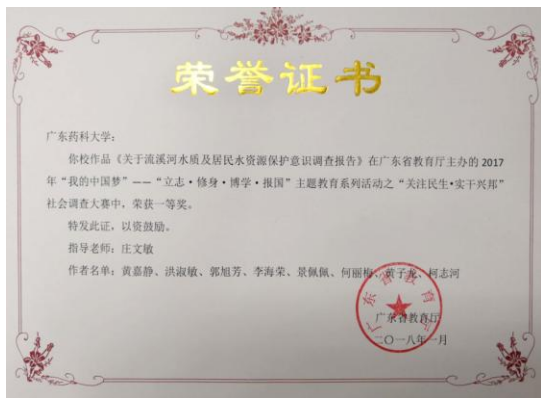 荣誉证书
广东药科大学：
你校作品《关于流溪河水质及居民水资源保护意识调查报告》在广东省教育厅主办的 2017
年“我的中国梦”——“立志·修身·博学·报国”主题教育系列活动之“关注民生·实干兴邦”
社会调查大赛中，荣获一等奖。
特发此证，以资鼓励。
指导老师：庄文敏
作者名单：黄嘉静、洪淑敏、郭旭芳、李海荣、景佩佩、何丽梅、黄子龙、柯志河
广东省教育厅
广东省教育厅
二〇一八年一月